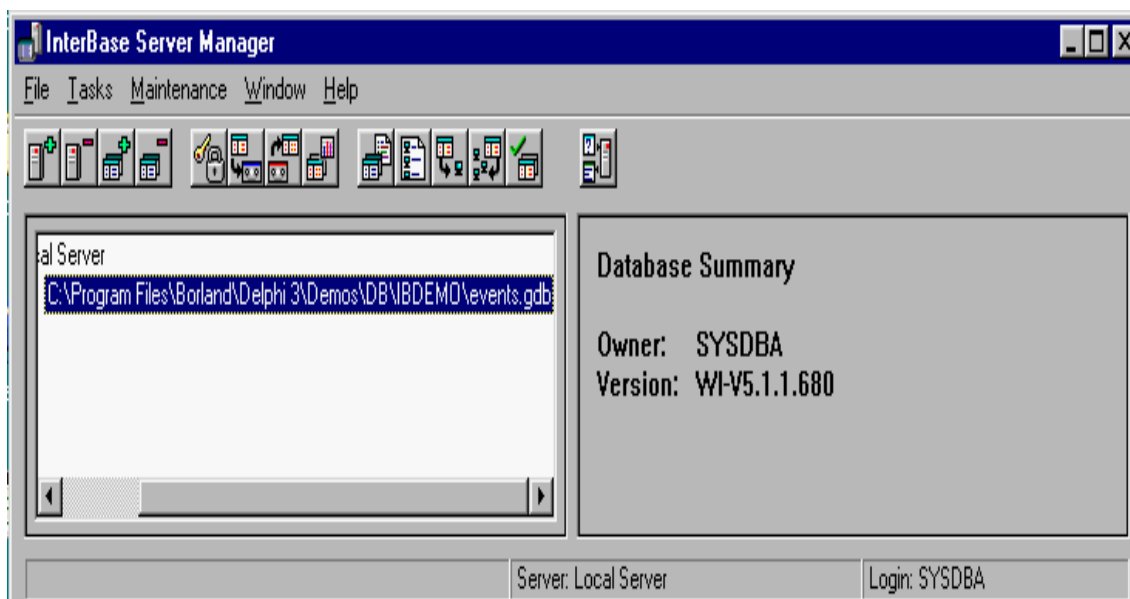 InterBase Server Manager
File Tasks Maintenance Window Help
cal Server
C:\Program Files\Borland\Delphi 3\Demos\DB\IBDEMO\events.gdb
Database Summary
Owner: SYSDBA
Version: WI-V5.1.1.680
Server: Local Server
Login: SYSDBA